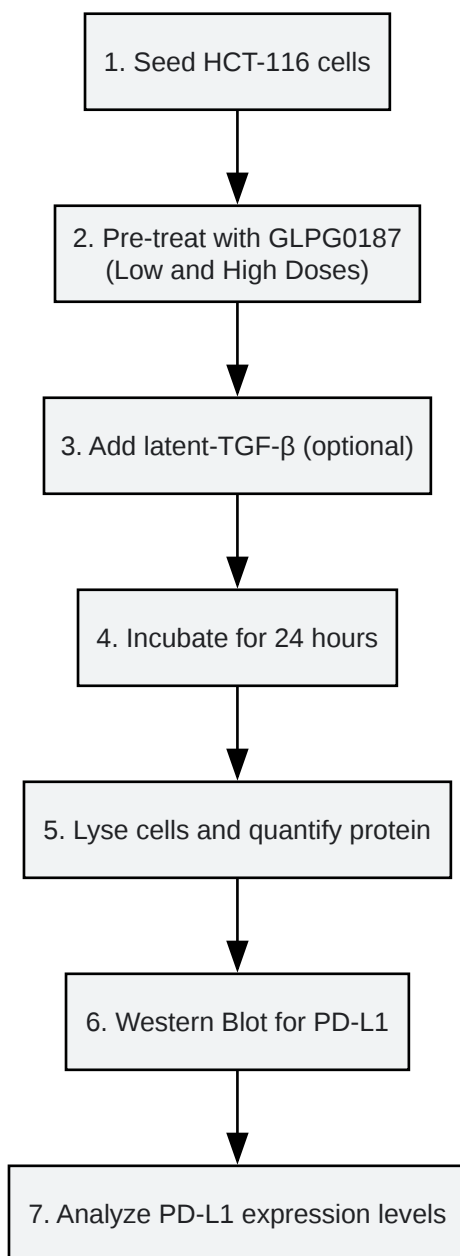 1. Seed HCT-116 cells
2. Pre-treat with GLPG0187
(Low and High Doses)
3. Add latent-TGF-β (optional)
4. Incubate for 24 hours
5. Lyse cells and quantify protein
6. Western Blot for PD-L1
7. Analyze PD-L1 expression levels